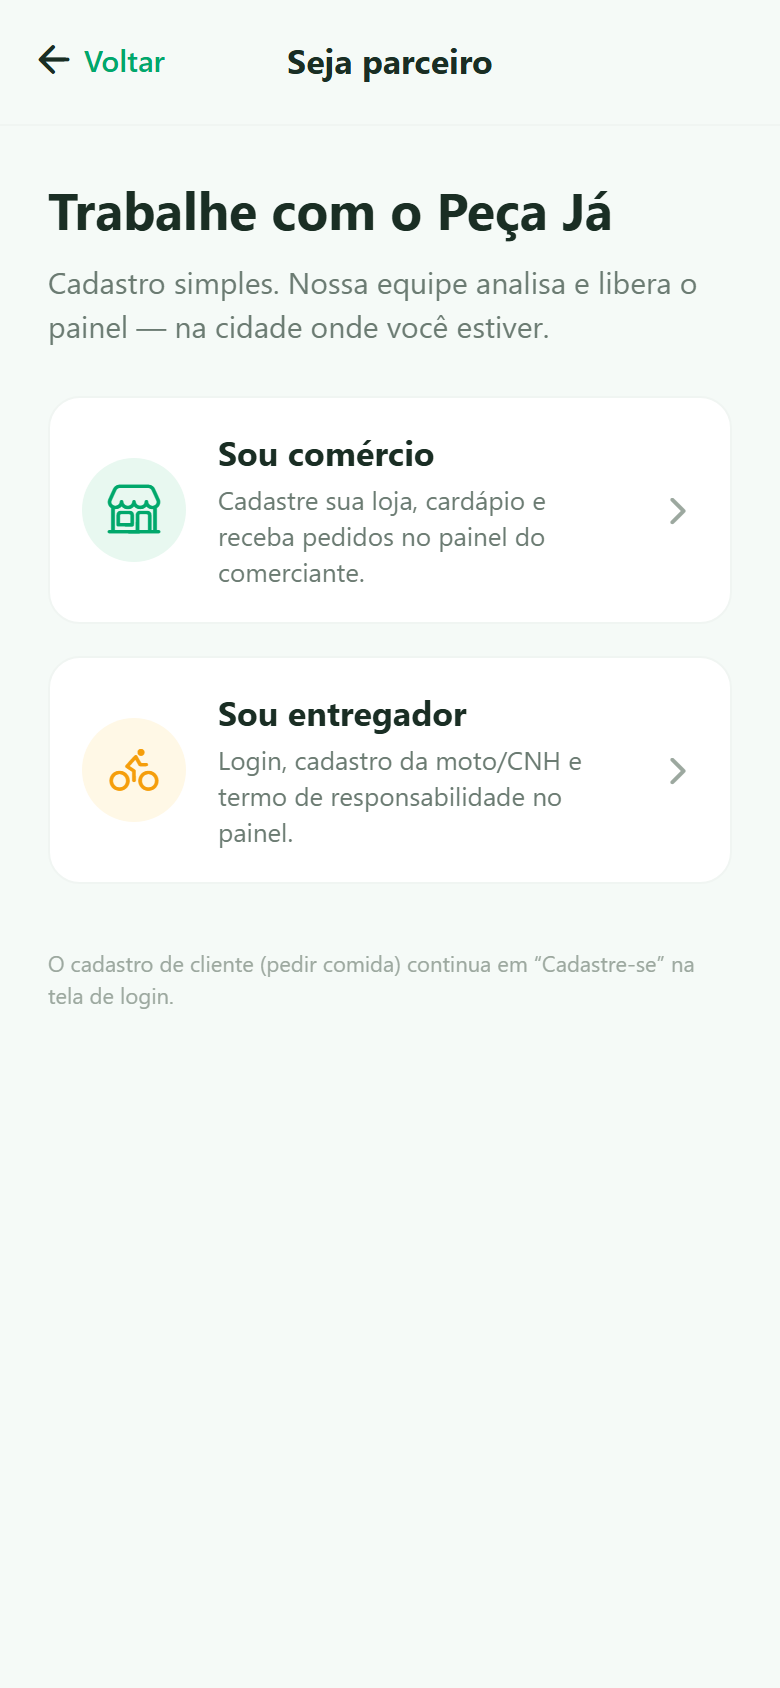 Voltar
Seja parceiro
Trabalhe com o Peça Já
Cadastro simples. Nossa equipe analisa e libera o
painel — na cidade onde você estiver.
Sou comércio
Cadastre sua loja, cardápio e
receba pedidos no painel do
comerciante.
Sou entregador
Login, cadastro da moto/CNH e
termo de responsabilidade no
painel.
O cadastro de cliente (pedir comida) continua em “Cadastre-se” na
tela de login.